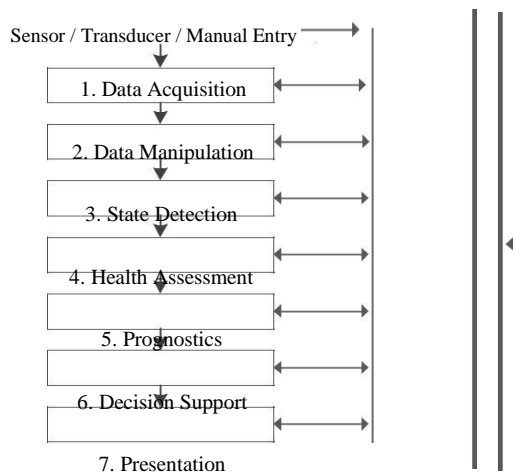 Sensor / Transducer / Manual Entry
1. Data Acquisition
2. Data Manipulation
3. State Detection
4. Health Assessment
5. Prognostics
6. Decision Support
7. Presentation